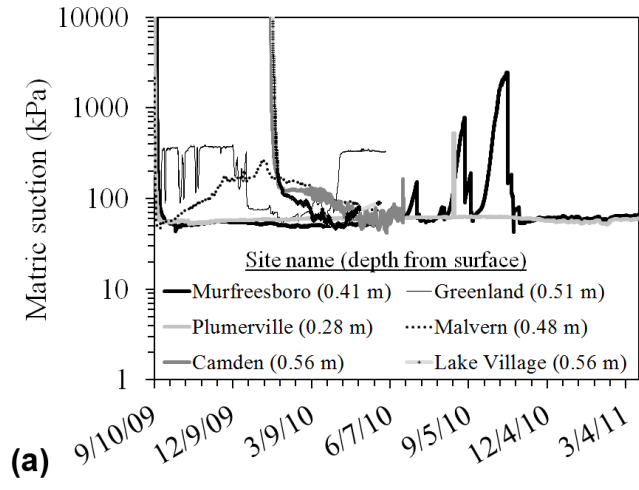 10000
1000
100
10
1
Matric suction (kPa)
Site name (depth from surface)
Murfreesboro (0.41 m)
Greenland (0.51 m)
Plumerville (0.28 m)
Malvern (0.48 m)
Camden (0.56 m)
Lake Village (0.56 m)
9/10/09
12/9/09
3/9/10
6/7/10
9/5/10
12/4/10
3/4/11
(a)